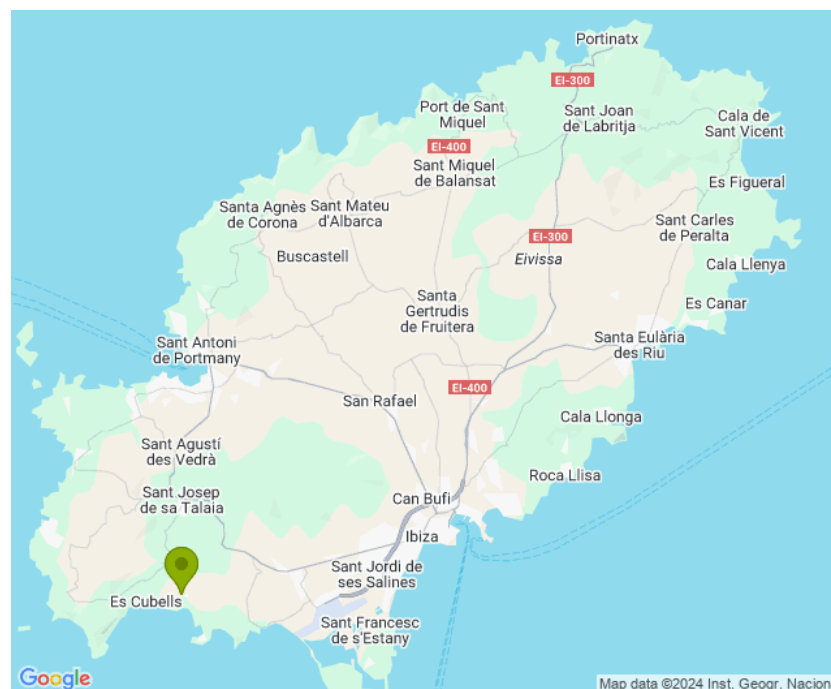 Portinatx
EI-300
Port de Sant
Miquel
Sant Joan
de Labritja
Cala de
Sant Vicent
EI-400
Sant Miquel
de Balansat
Es Figueral
Santa Agnès
de Corona
Sant Mateu
d'Albarca
Sant Carles
de Peralta
EI-300
Buscastell
Eivissa
Cala Llenya
Santa
Gertrudis
de Fruitera
Es Canar
Sant Antoni
de Portmany
Santa Eulària
des Riu
EI-400
San Rafael
Cala Llonga
Sant Agustí
des Vedrà
Roca Llisa
Sant Josep
de sa Talaia
Can Bufi
Ibiza
Sant Jordi de
ses Salines
Es Cubells
Sant Francesc
de s'Estany
Google
Map data ©2024 Inst. Geogr. Nacion